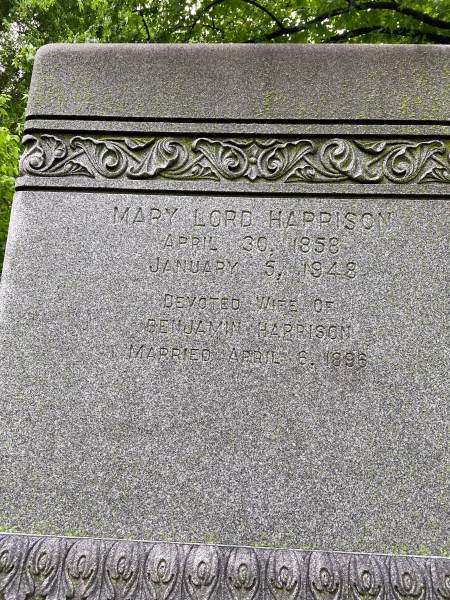 MARY LORD HARRISON
APRIL 30, 1858
JANUARY 5, 1948
DEVOTED WIFE OF
BENJAMIN HARRISON
MARRIED APRIL 6, 1896